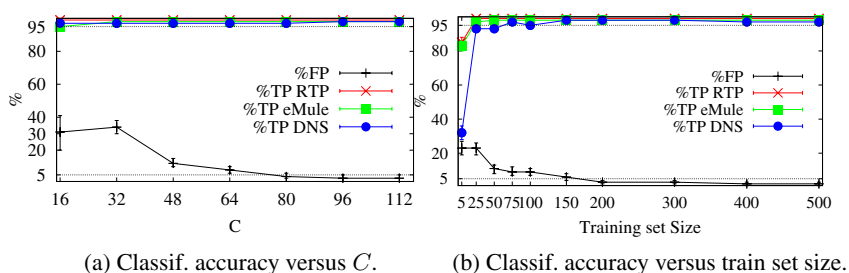 95
80
60
40
30
20
5
%
16 32 48 64 80 96 112
C
%FP
%TP RTP
%TP eMule
%TP DNS
95
80
60
40
20
5
%
5 25 50 75 100 150 200 300 400 500
Training set Size
%FP
%TP RTP
%TP eMule
%TP DNS
(a) Classif. accuracy versus C.
(b) Classif. accuracy versus train set size.